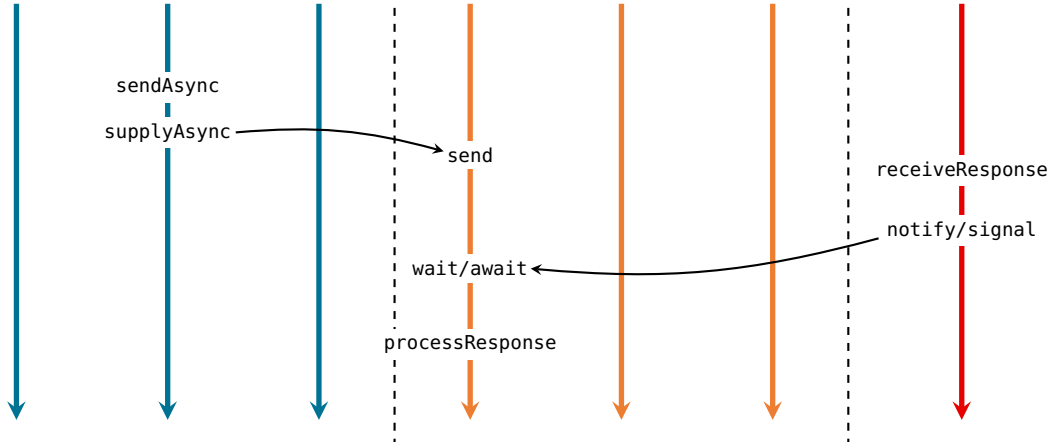 sendAsync
supplyAsync
send
receiveResponse
notify/signal
wait/await
processResponse